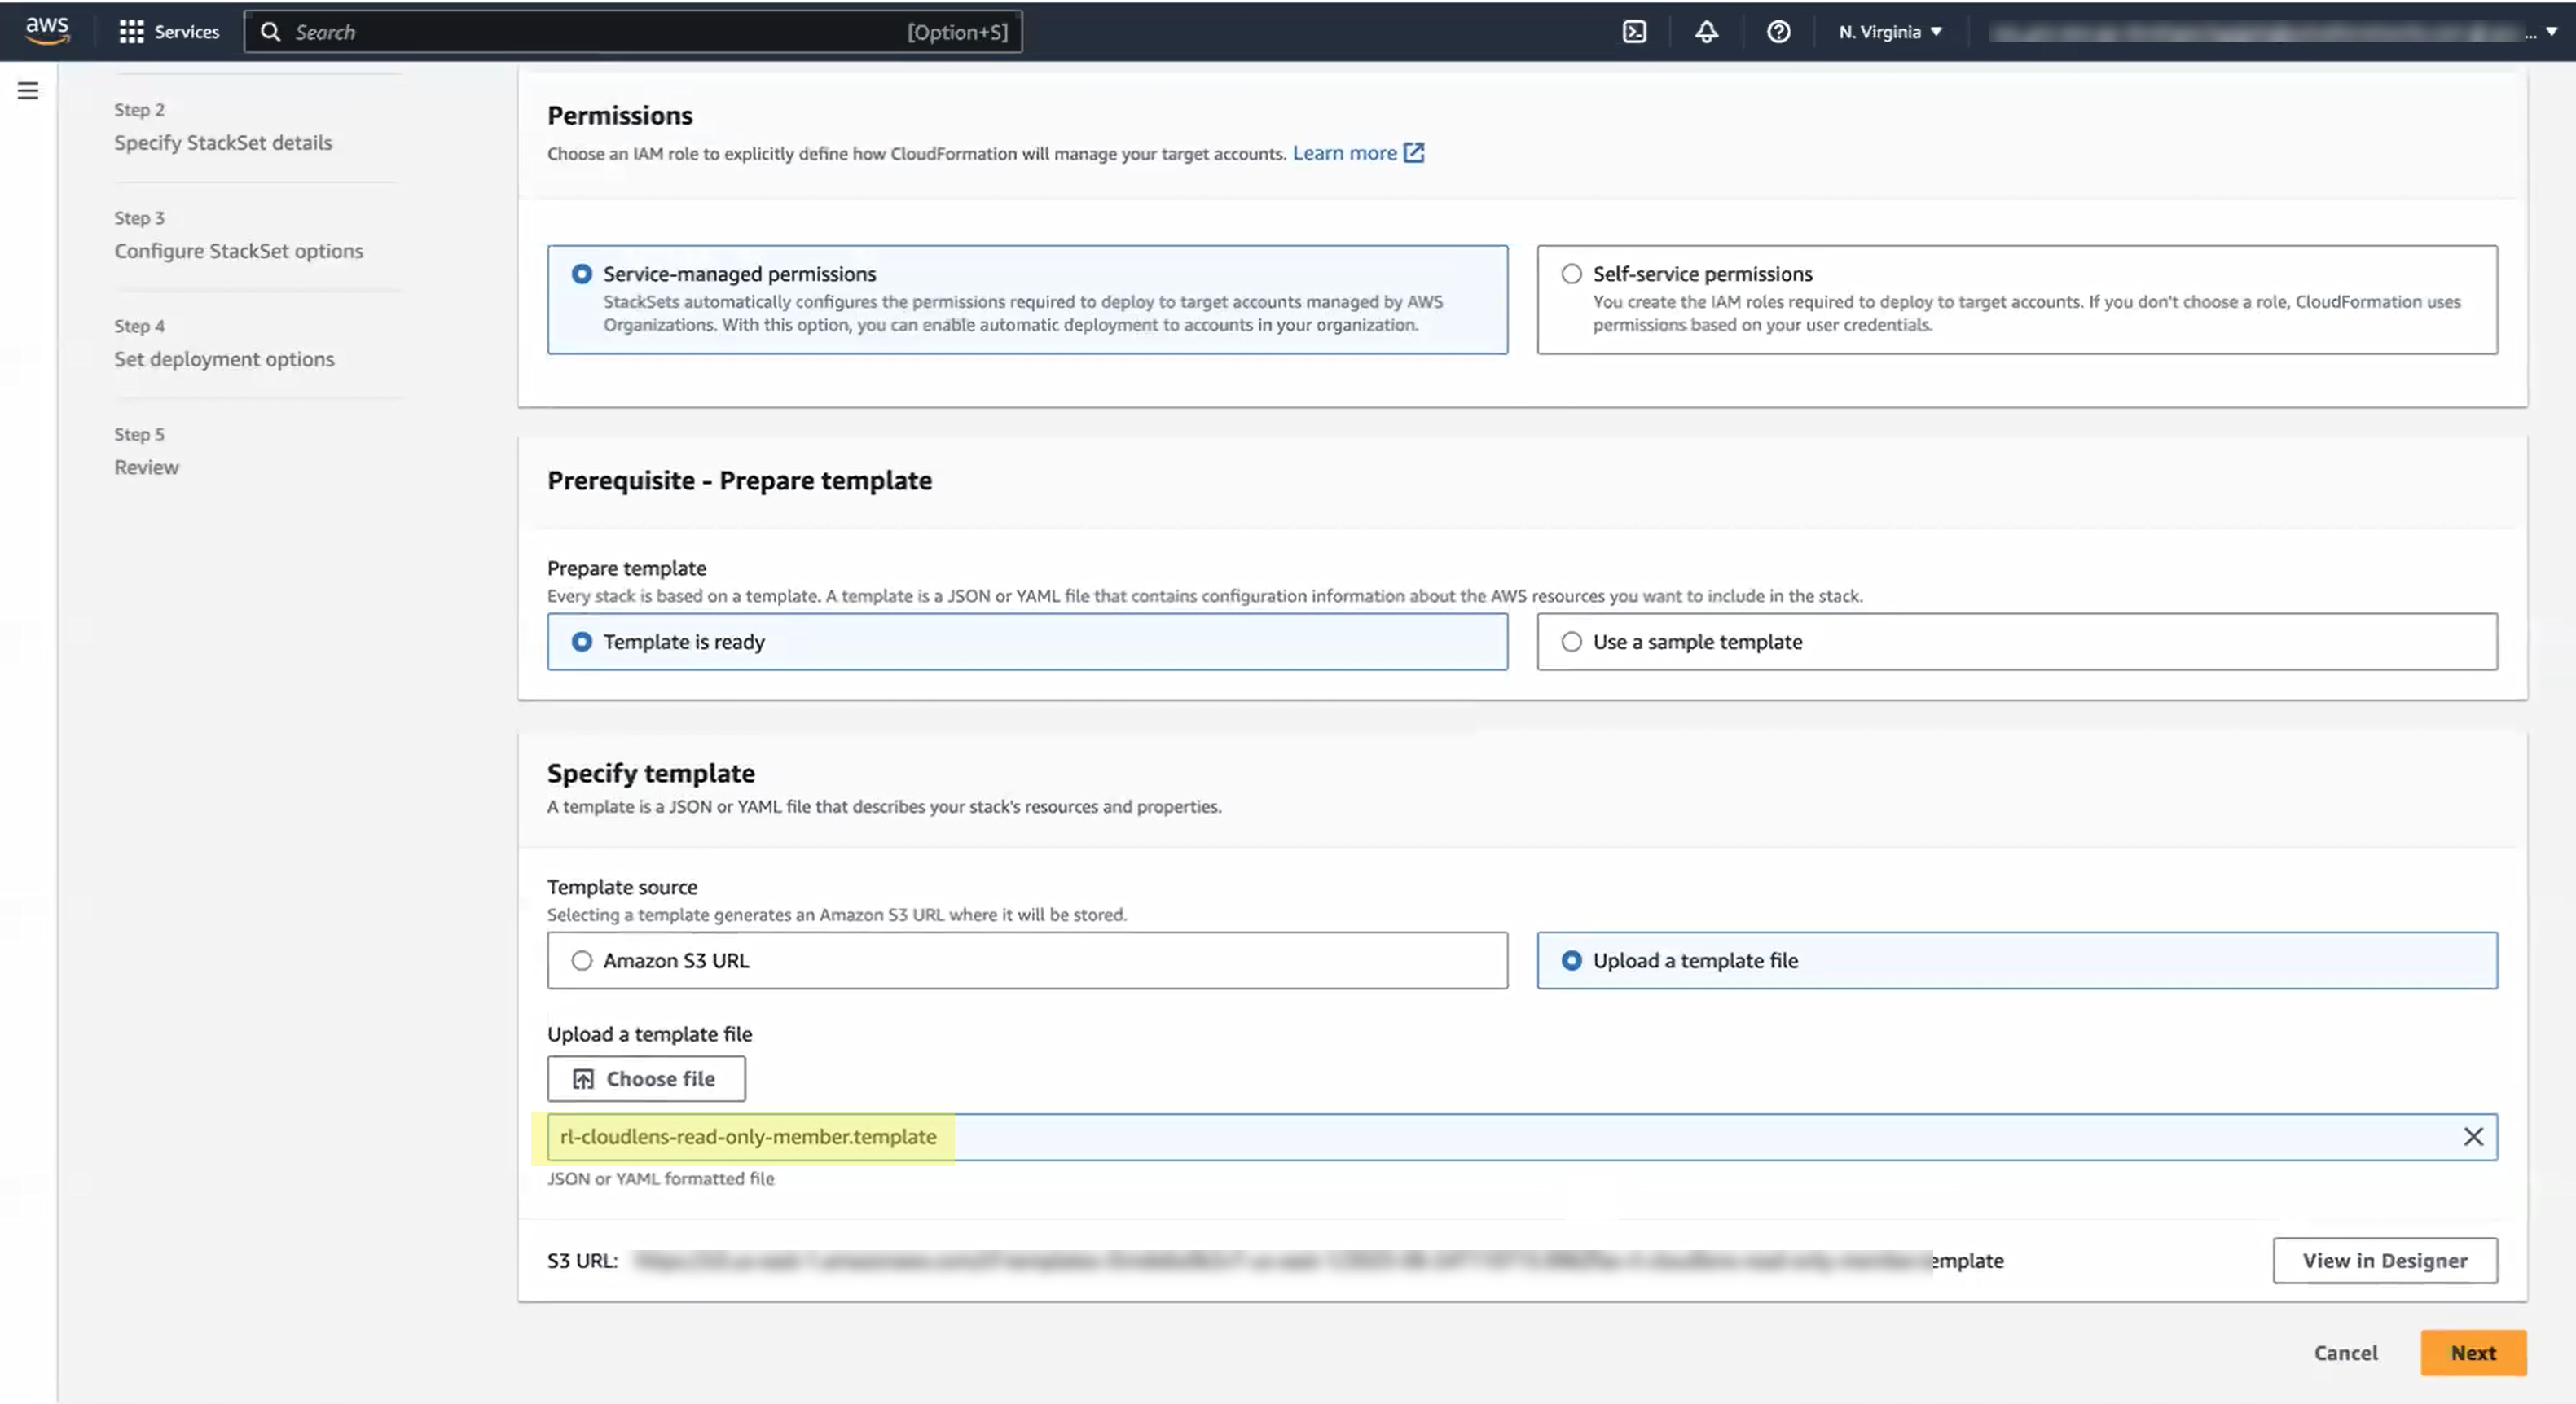 aws
Services
Search
[Option+S]
N. Virginia
...
Step 2
Specify StackSet details
Step 3
Configure StackSet options
Step 4
Set deployment options
Step 5
Review
Permissions
Choose an IAM role to explicitly define how CloudFormation will manage your target accounts. Learn more
Service-managed permissions
StackSets automatically configures the permissions required to deploy to target accounts managed by AWS
Organizations. With this option, you can enable automatic deployment to accounts in your organization.
Self-service permissions
You create the IAM roles required to deploy to target accounts. If you don't choose a role, CloudFormation uses
permissions based on your user credentials.
Prerequisite - Prepare template
Prepare template
Every stack is based on a template. A template is a JSON or YAML file that contains configuration information about the AWS resources you want to include in the stack.
Template is ready
Use a sample template
Specify template
A template is a JSON or YAML file that describes your stack's resources and properties.
Template source
Selecting a template generates an Amazon S3 URL where it will be stored.
Amazon S3 URL
Upload a template file
Upload a template file
Choose file
rl-cloudlens-read-only-member.template
JSON or YAML formatted file
S3 URL:
emplate
View in Designer
Cancel
Next